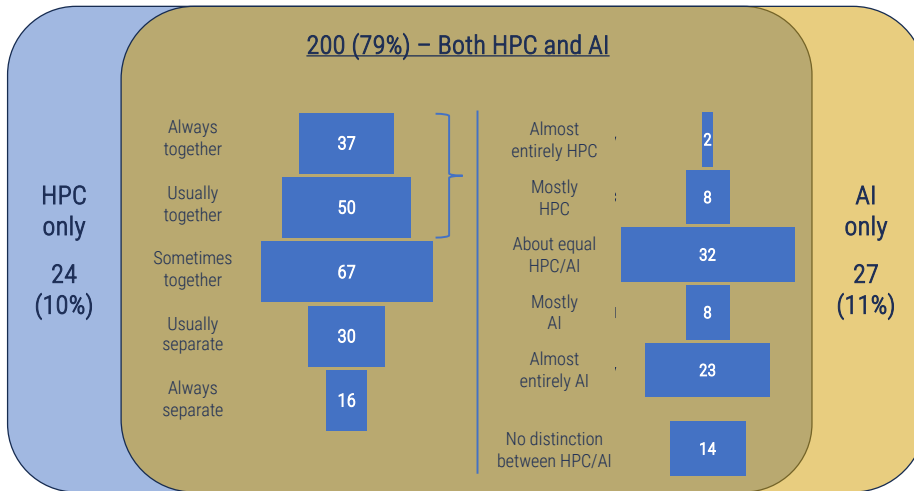 200 (79%) – Both HPC and AI
HPC
only
24
(10%)
Always
together
37
Usually
together
50
Sometimes
together
67
Usually
separate
30
Always
separate
16
Almost
entirely HPC
2
Mostly
HPC
8
About equal
HPC/AI
32
Mostly
AI
8
Almost
entirely AI
23
No distinction
between HPC/AI
14
AI
only
27
(11%)